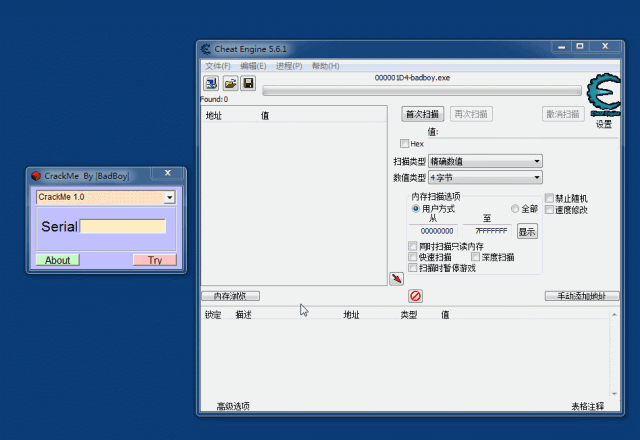 Cheat Engine 5.6.1
文件(F) 编辑(E) 进程(P) 帮助(H)
000001D4-badboy.exe
Found:0
地址 值
首次扫描 再次扫描 撤消扫描
Cheat Engine
设置
值:
Hex
扫描类型 精确数值
数值类型 4 字节
内存扫描选项
用户方式 全部
从 至
00000000 7FFFFFFF 显示
同时扫描只读内存
快速扫描 深度扫描
扫描时暂停游戏
禁止随机
速度修改
内存浏览 手动添加地址
锁定 描述 地址 类型 值
高级选项 表格注释
CrackMe By |BadBoy|
CrackMe 1.0
Serial
About Try